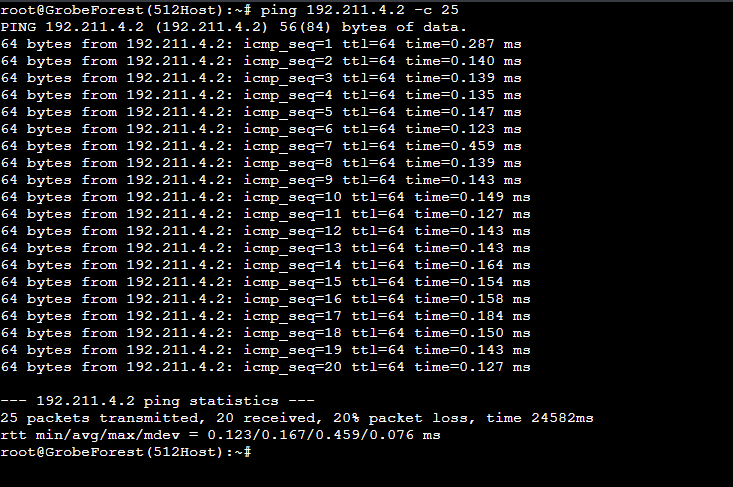 root@GrobeForest(512Host):~# ping 192.211.4.2 -c 25
PING 192.211.4.2 (192.211.4.2) 56(84) bytes of data.
64 bytes from 192.211.4.2: icmp_seq=1 ttl=64 time=0.287 ms
64 bytes from 192.211.4.2: icmp_seq=2 ttl=64 time=0.140 ms
64 bytes from 192.211.4.2: icmp_seq=3 ttl=64 time=0.139 ms
64 bytes from 192.211.4.2: icmp_seq=4 ttl=64 time=0.135 ms
64 bytes from 192.211.4.2: icmp_seq=5 ttl=64 time=0.147 ms
64 bytes from 192.211.4.2: icmp_seq=6 ttl=64 time=0.123 ms
64 bytes from 192.211.4.2: icmp_seq=7 ttl=64 time=0.459 ms
64 bytes from 192.211.4.2: icmp_seq=8 ttl=64 time=0.139 ms
64 bytes from 192.211.4.2: icmp_seq=9 ttl=64 time=0.143 ms
64 bytes from 192.211.4.2: icmp_seq=10 ttl=64 time=0.149 ms
64 bytes from 192.211.4.2: icmp_seq=11 ttl=64 time=0.127 ms
64 bytes from 192.211.4.2: icmp_seq=12 ttl=64 time=0.143 ms
64 bytes from 192.211.4.2: icmp_seq=13 ttl=64 time=0.143 ms
64 bytes from 192.211.4.2: icmp_seq=14 ttl=64 time=0.164 ms
64 bytes from 192.211.4.2: icmp_seq=15 ttl=64 time=0.154 ms
64 bytes from 192.211.4.2: icmp_seq=16 ttl=64 time=0.158 ms
64 bytes from 192.211.4.2: icmp_seq=17 ttl=64 time=0.184 ms
64 bytes from 192.211.4.2: icmp_seq=18 ttl=64 time=0.150 ms
64 bytes from 192.211.4.2: icmp_seq=19 ttl=64 time=0.143 ms
64 bytes from 192.211.4.2: icmp_seq=20 ttl=64 time=0.127 ms
--- 192.211.4.2 ping statistics ---
25 packets transmitted, 20 received, 20% packet loss, time 24582ms
rtt min/avg/max/mdev = 0.123/0.167/0.459/0.076 ms
root@GrobeForest(512Host):~#